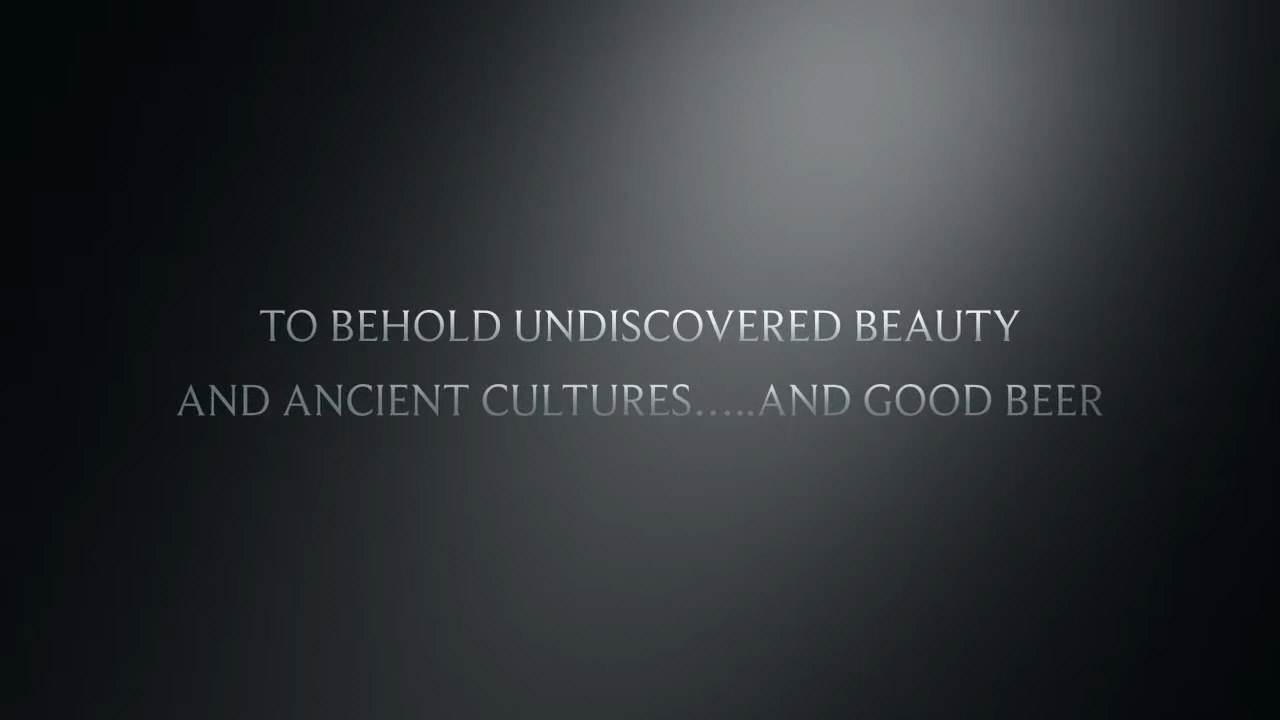 TO BEHOLD UNDISCOVERED BEAUTY
AND ANCIENT CULTURES.....AND GOOD BEER